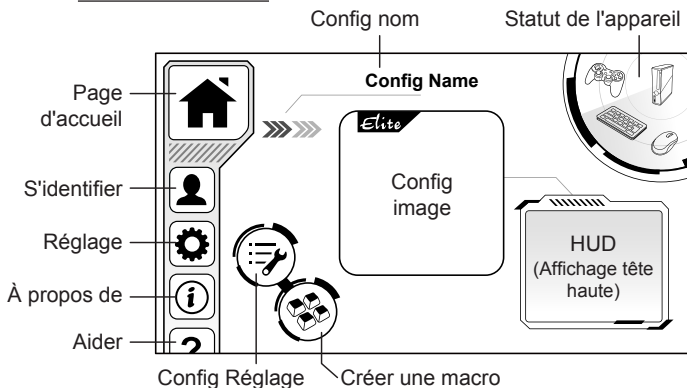 Config nom
Statut de l'appareil
Page
d'accueil
Config Name
Elite
S'identifier
Config
image
Réglage
HUD
(Affichage tête
haute)
À propos de
i
Aider
?
Config Réglage
Créer une macro